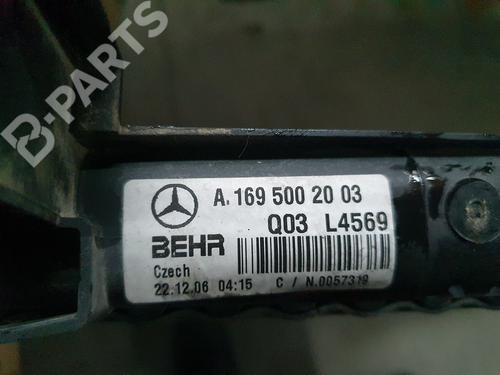 B-PARTS
A.169 500 20 03
Q03 L4569
BEHR
Czech
22.12.06 04:15 C / N.0057319